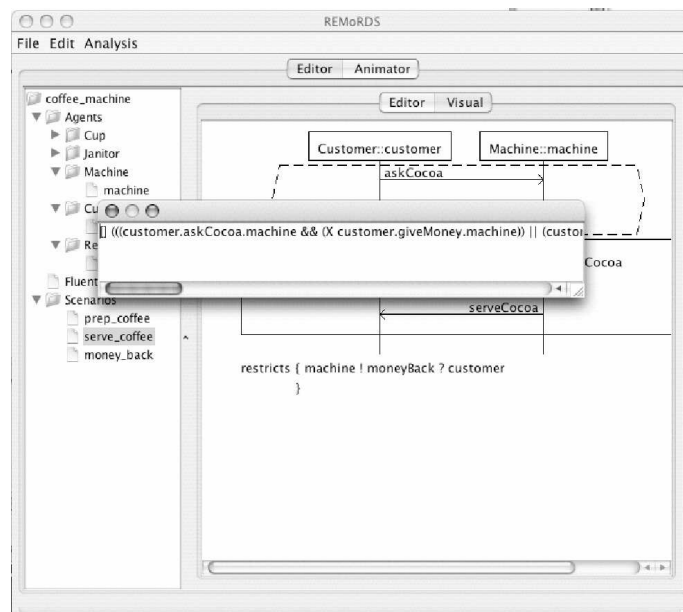 REMoRDS
File Edit Analysis
Editor Animator
coffee_machine
Agents
Cup
Janitor
Machine
machine
Cu
Re
Fluent
Scenarios
prep_coffee
serve_coffee
money_back
Editor Visual
Customer::customer Machine::machine
askCocoa
[] (((customer.askCocoa.machine && (X customer.giveMoney.machine)) || (custo
Cocoa
serveCocoa
restricts { machine ! moneyBack ? customer
}